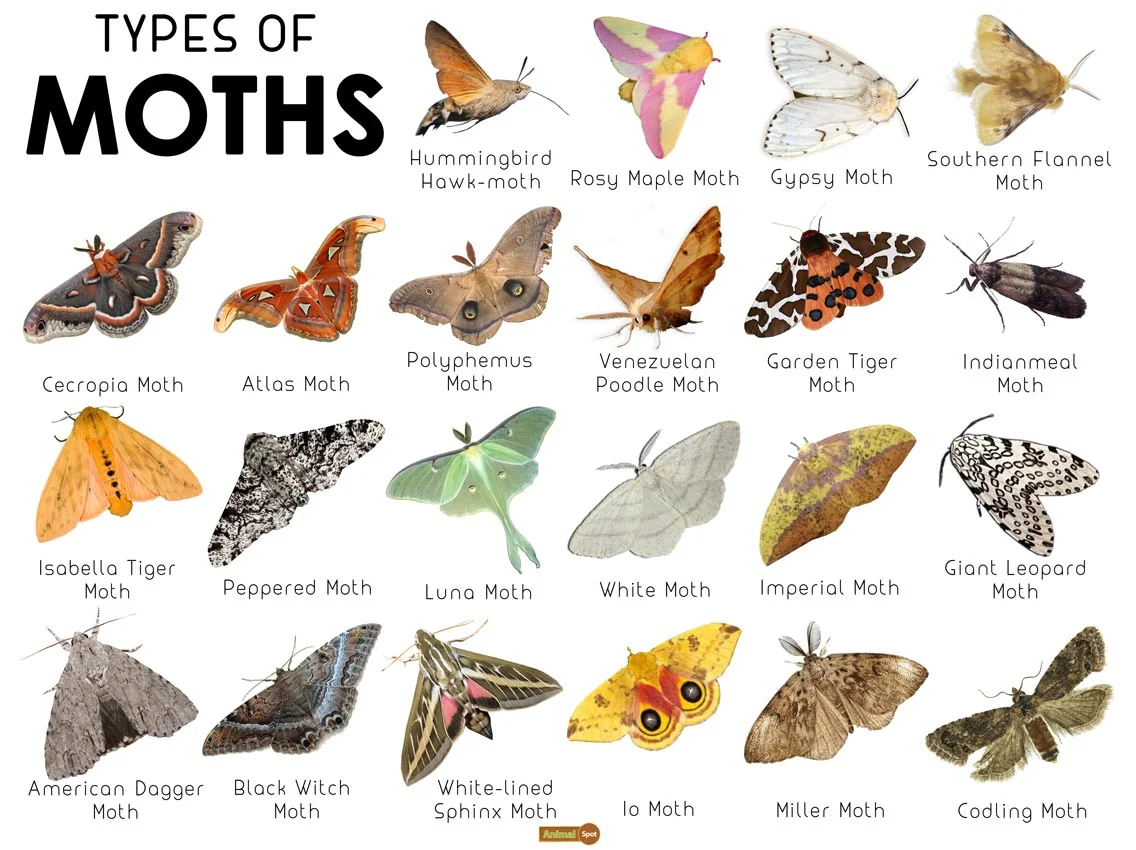 TYPES OF
MOTHS
Hummingbird
Hawk-moth
Rosy Maple Moth
Gypsy Moth
Southern Flannel
Moth
Cecropia Moth
Atlas Moth
Polyphemus
Moth
Venezuelan
Poodle Moth
Garden Tiger
Moth
Indianmeal
Moth
Isabella Tiger
Moth
Peppered Moth
Luna Moth
White Moth
Imperial Moth
Giant Leopard
Moth
American Dagger
Moth
Black Witch
Moth
White-lined
Sphinx Moth
Io Moth
Miller Moth
Codling Moth
Animal Spot